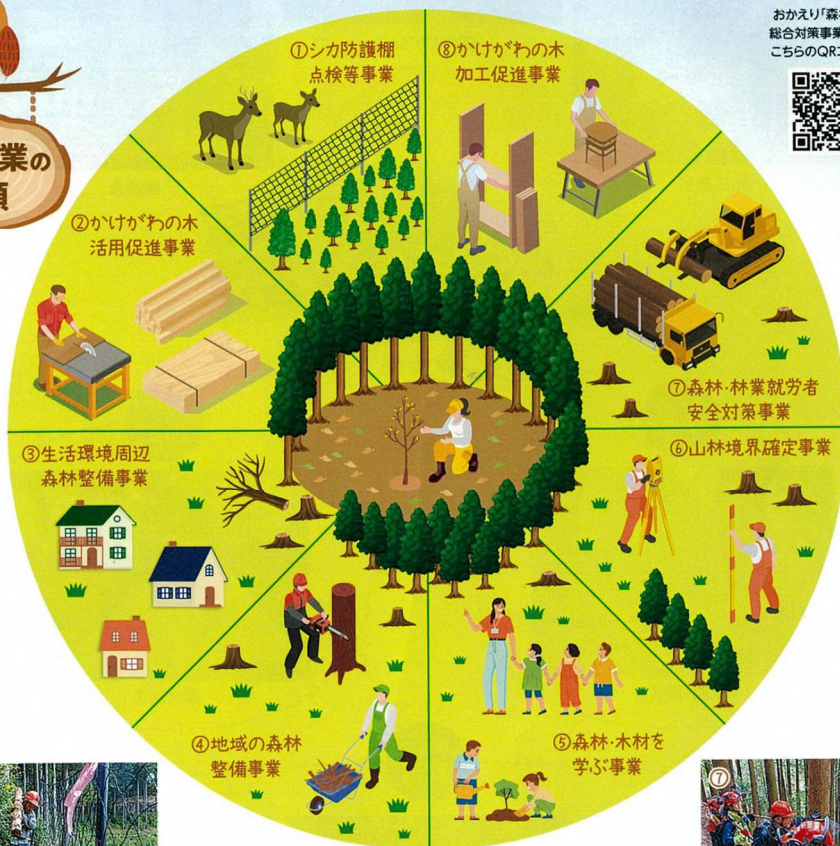 おかえり「森
総合対策事業
こちらのQRコ
業の
①シカ防護棚
点検等事業
⑧かけがわの木
加工促進事業
②かけがわの木
活用促進事業
⑦森林・林業就労者
安全対策事業
③生活環境周辺
森林整備事業
⑥山林境界確定事業
④地域の森林
整備事業
⑤森林・木材を
学ぶ事業
⑦